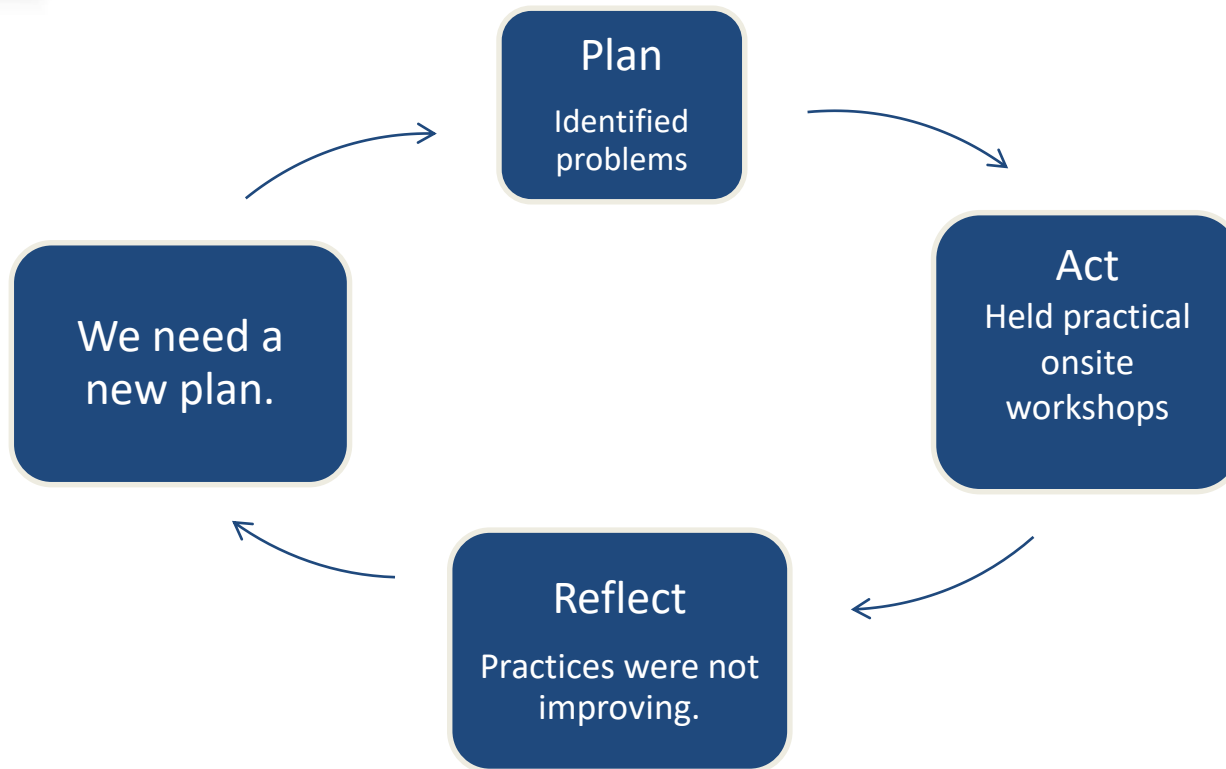 Plan
Identified
problems
Act
Held practical
onsite
workshops
We need a
new plan.
Reflect
Practices were not
improving.